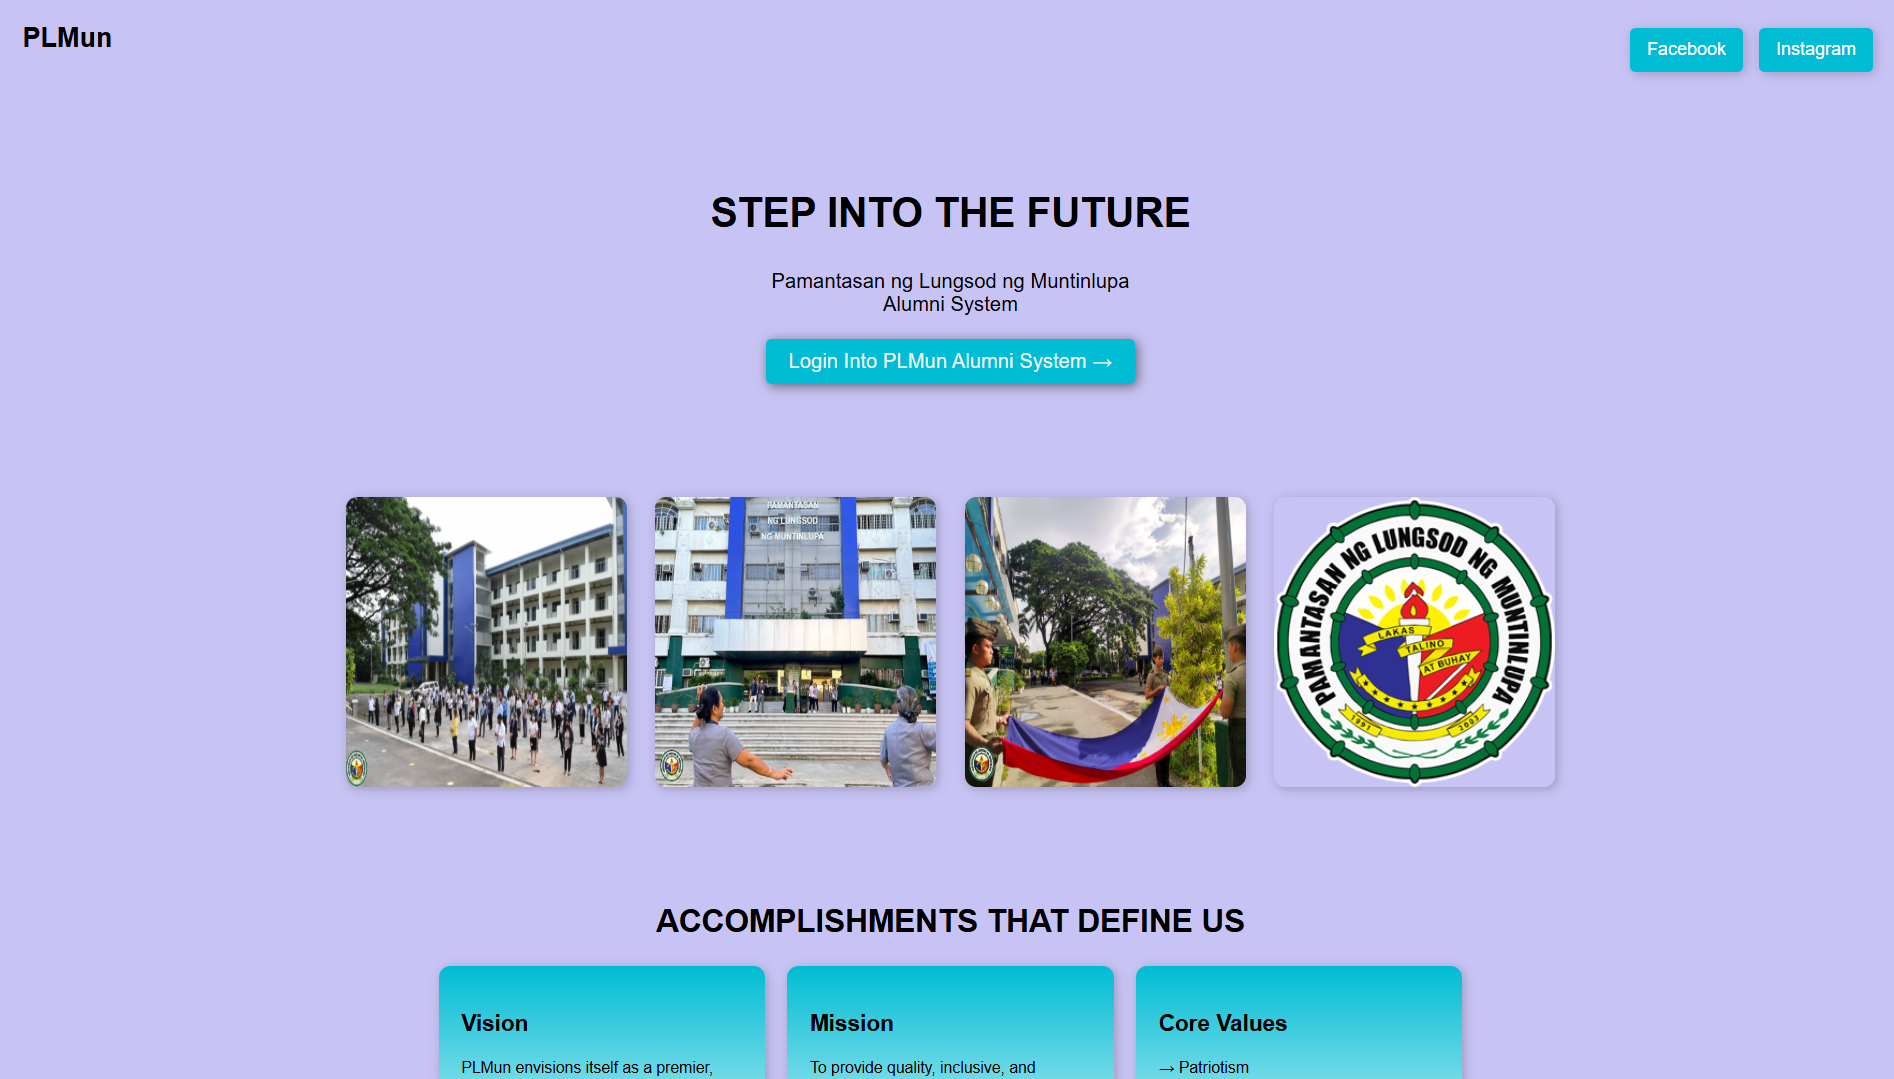 PLMun
Facebook
Instagram
STEP INTO THE FUTURE
Pamantasan ng Lungsod ng Muntinlupa
Alumni System
Login Into PLMun Alumni System →
PAMANTASAN
NG LUNGSOD
NG MUNTINLUPA
PAMANTASAN NG LUNGSOD NG MUNTINLUPA
LAKAS
TALINO
AT BUHAY
1991
2003
ACCOMPLISHMENTS THAT DEFINE US
Vision
PLMun envisions itself as a premier,
Mission
To provide quality, inclusive, and
Core Values
→ Patriotism